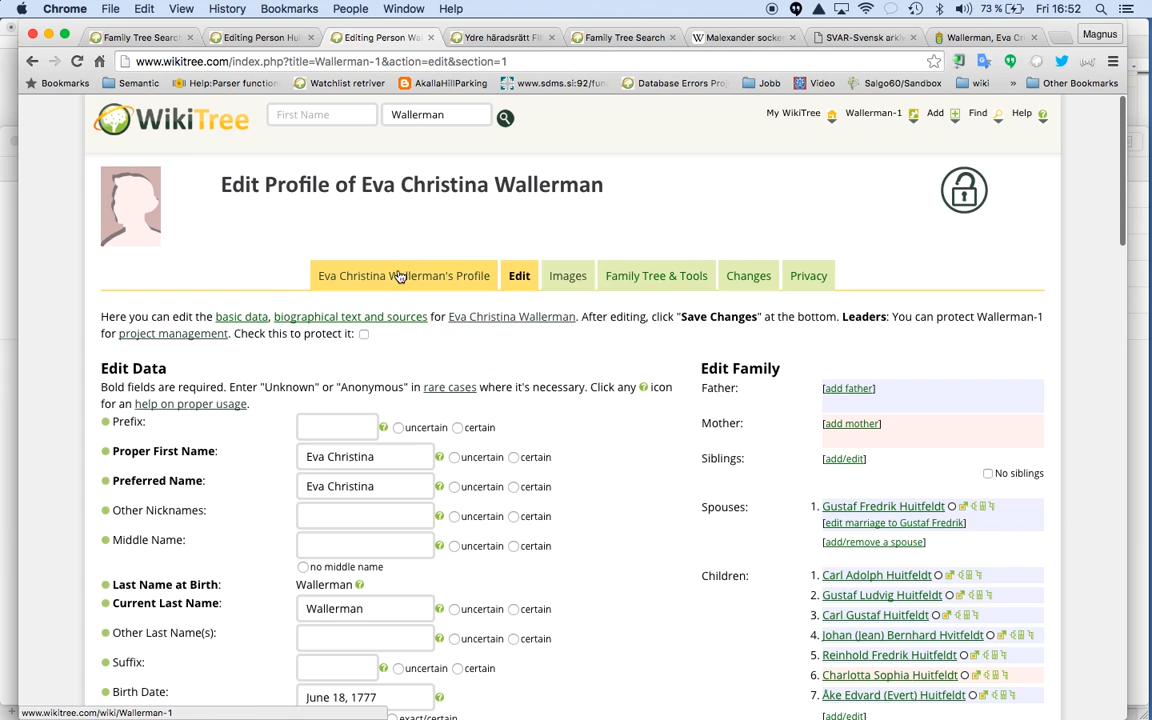 Chrome File Edit View History Bookmarks People Window Help 73 % Fri 16:52
Family Tree Search Editing Person Hu Editing Person Wa Ydre häradsrätt FI Family Tree Search Malexander socke SVAR-Svensk arki Wallerman, Eva C Magnus
www.wikitree.com/index.php?title=Wallerman-1&action=edit&section=1
Bookmarks Semantic Help:Parser functi Watchlist retriver AkallaHillParking www.sdms.si:92/fun Database Errors Proj Jobb Video Salgo60/Sandbox wiki » Other Bookmarks
WikiTree First Name Wallerman My WikiTree Wallerman-1 Add Find Help
Edit Profile of Eva Christina Wallerman
Eva Christina Wallerman's Profile Edit Images Family Tree & Tools Changes Privacy
Here you can edit the basic data, biographical text and sources for Eva Christina Wallerman. After editing, click "Save Changes" at the bottom. Leaders: You can protect Wallerman-1
for project management. Check this to protect it:
Edit Data
Bold fields are required. Enter "Unknown" or "Anonymous" in rare cases where it's necessary. Click any ? icon
for an help on proper usage.
Prefix: ? uncertain certain
Proper First Name: Eva Christina ? uncertain certain
Preferred Name: Eva Christina ? uncertain certain
Other Nicknames: ? uncertain certain
Middle Name: ? uncertain certain
no middle name
Last Name at Birth: Wallerman ?
Current Last Name: Wallerman ? uncertain certain
Other Last Name(s): ? uncertain certain
Suffix: ? uncertain certain
Birth Date: June 18, 1777 ?
exact/certain
Edit Family
Father: [add father]
Mother: [add mother]
Siblings: [add/edit]
No siblings
Spouses: 1. Gustaf Fredrik Huitfeldt
[edit marriage to Gustaf Fredrik]
[add/remove a spouse]
Children: 1. Carl Adolph Huitfeldt
2. Gustaf Ludvig Huitfeldt
3. Carl Gustaf Huitfeldt
4. Johan (Jean) Bernhard Hvitfeldt
5. Reinhold Fredrik Huitfeldt
6. Charlotta Sophia Huitfeldt
7. Åke Edvard (Evert) Huitfeldt
[add/edit]
www.wikitree.com/wiki/Wallerman-1